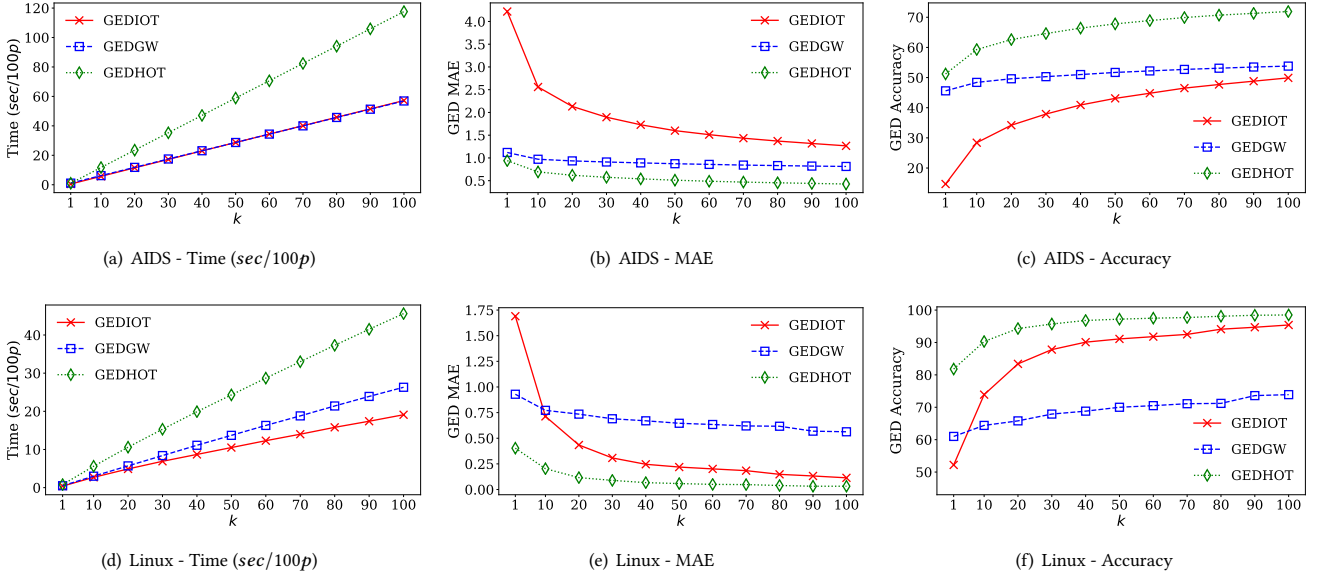 120
100
80
60
40
20
0
Time (sec/100p)
GEDIOT
GEDGW
GEDHOT
1 10 20 30 40 50 60 70 80 90 100
k
(a) AIDS - Time (sec/100p)
4.0
3.5
3.0
2.5
2.0
1.5
1.0
0.5
GED MAE
GEDIOT
GEDGW
GEDHOT
1 10 20 30 40 50 60 70 80 90 100
k
(b) AIDS - MAE
70
60
50
40
30
20
GED Accuracy
GEDIOT
GEDGW
GEDHOT
1 10 20 30 40 50 60 70 80 90 100
k
(c) AIDS - Accuracy
40
30
20
10
0
Time (sec/100p)
GEDIOT
GEDGW
GEDHOT
1 10 20 30 40 50 60 70 80 90 100
k
(d) Linux - Time (sec/100p)
1.75
1.50
1.25
1.00
0.75
0.50
0.25
0.00
GED MAE
GEDIOT
GEDGW
GEDHOT
1 10 20 30 40 50 60 70 80 90 100
k
(e) Linux - MAE
100
90
80
70
60
50
GED Accuracy
GEDIOT
GEDGW
GEDHOT
1 10 20 30 40 50 60 70 80 90 100
k
(f) Linux - Accuracy